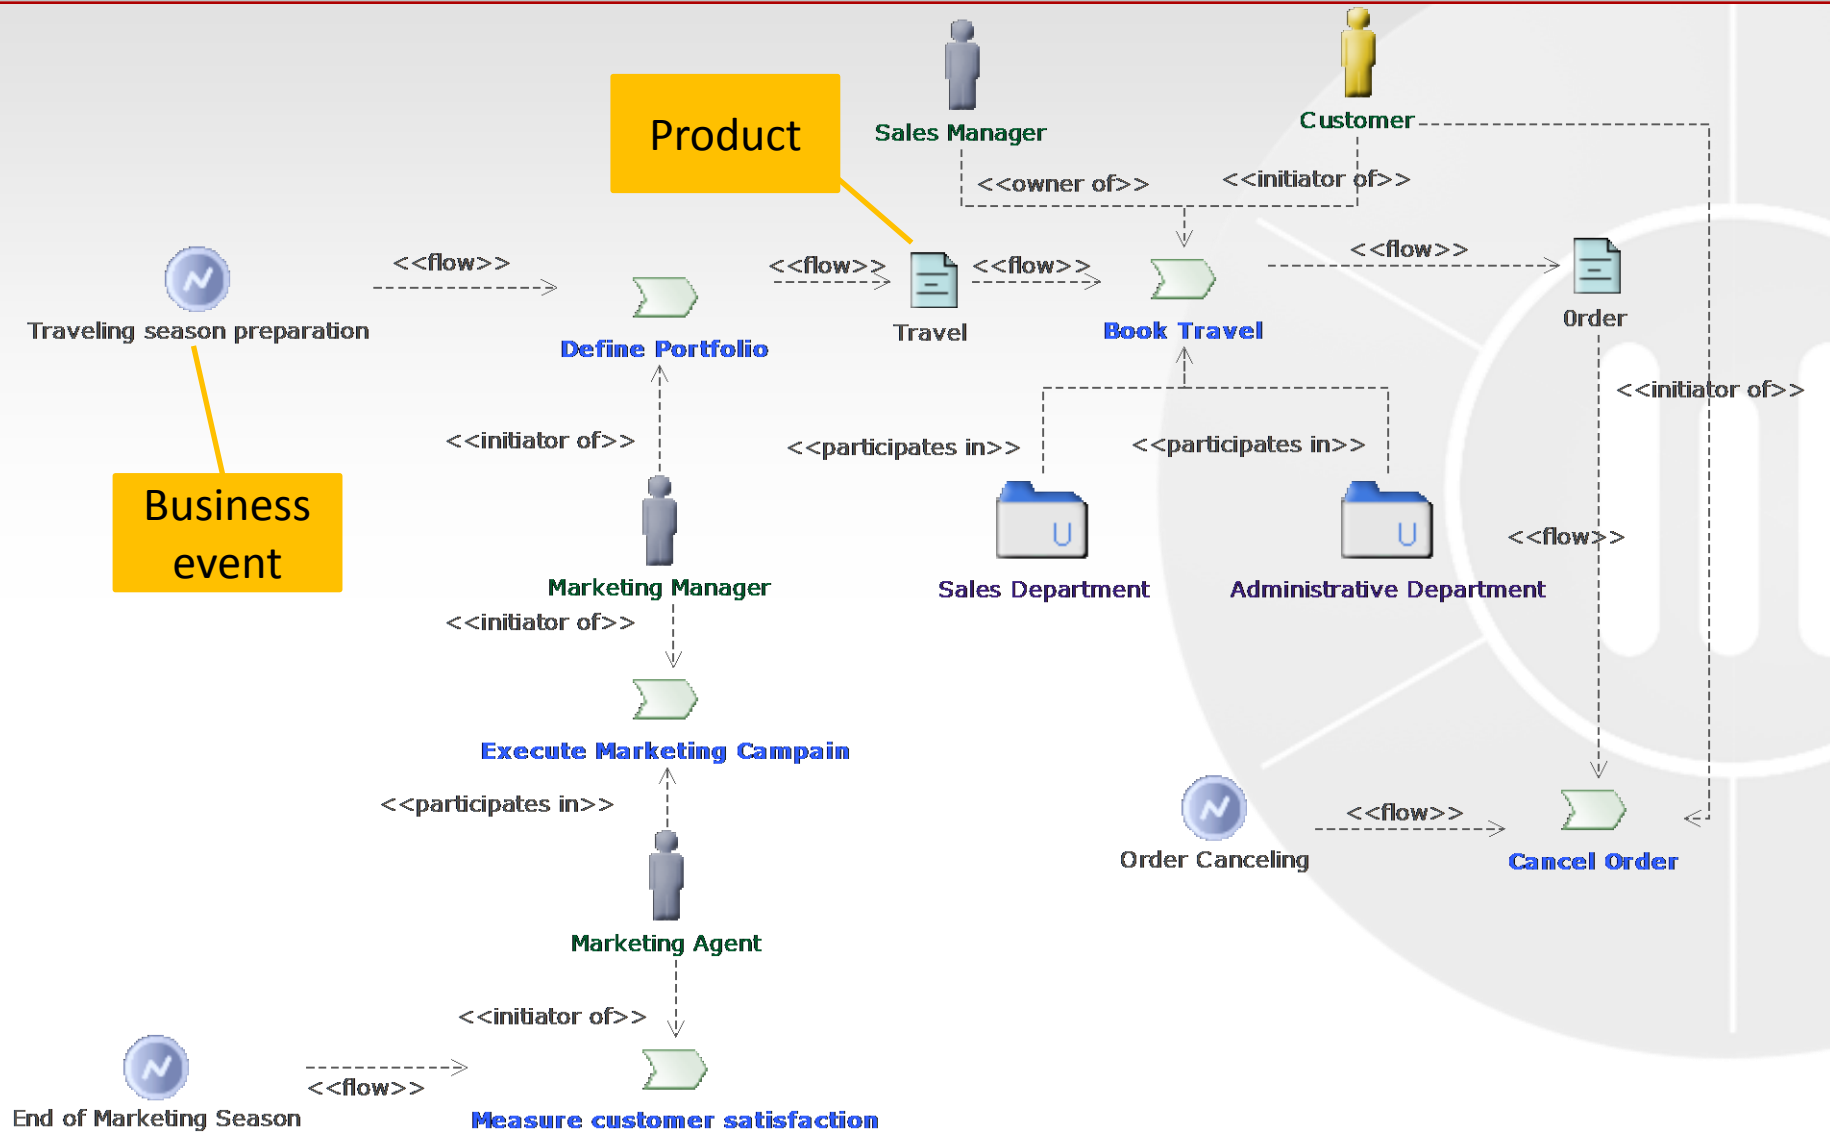 Product
Sales Manager
Customer
<<owner of>>
<<initiator of>>
<<flow>>
<<flow>>
<<flow>>
<<flow>>
Traveling season preparation
Define Portfolio
Travel
Book Travel
Order
<<initiator of>>
<<initiator of>>
<<participates in>>
<<participates in>>
Business
event
<<flow>>
Marketing Manager
Sales Department
Administrative Department
<<initiator of>>
Execute Marketing Campain
<<participates in>>
<<flow>>
Order Canceling
Cancel Order
Marketing Agent
<<initiator of>>
<<flow>>
End of Marketing Season
Measure customer satisfaction